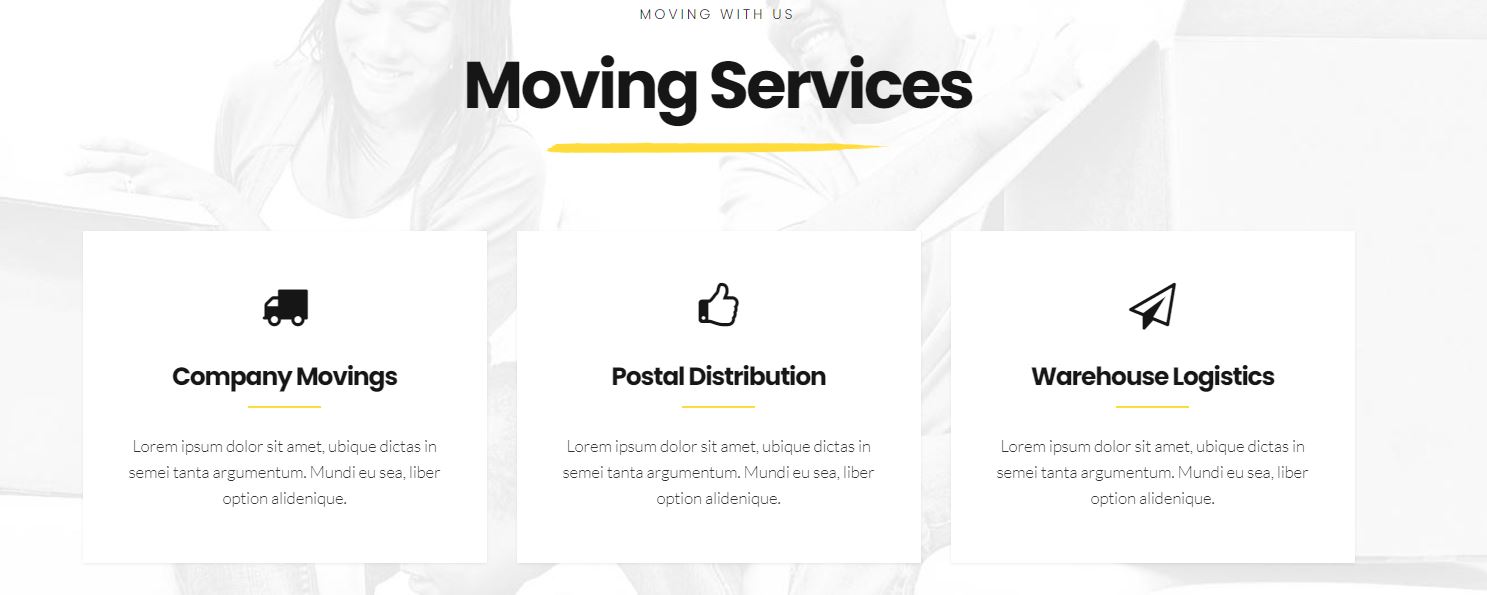 MOVING WITH US
Moving Services
Company Movings
Lorem ipsum dolor sit amet, ubique dictas in
semei tanta argumentum. Mundi eu sea, liber
option alidenique.
Postal Distribution
Lorem ipsum dolor sit amet, ubique dictas in
semei tanta argumentum. Mundi eu sea, liber
option alidenique.
Warehouse Logistics
Lorem ipsum dolor sit amet, ubique dictas in
semei tanta argumentum. Mundi eu sea, liber
option alidenique.